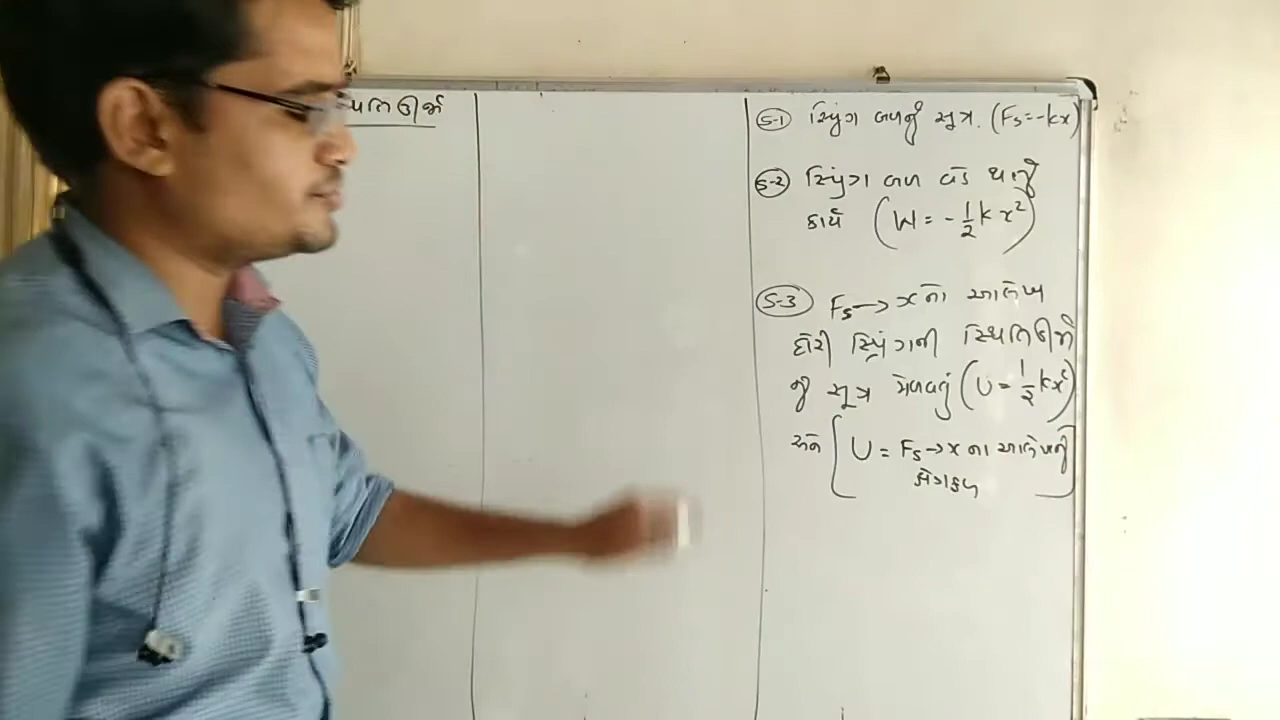 સ્થિતિઊર્જા
S-1 સ્પ્રિંગ બળનું સૂત્ર. (Fs=-kx)
S-2 સ્પ્રિંગ બળ વડે થતું
કાર્ય (W = -1/2 k x²)
S-3 Fs→xનો આલેખ
દોરી સ્પ્રિંગની સ્થિતિઊર્જા
નું સૂત્ર મેળવવું (U = 1/2 kx²)
અને [U = Fs→x ના આલેખનું
ક્ષેત્રફળ]